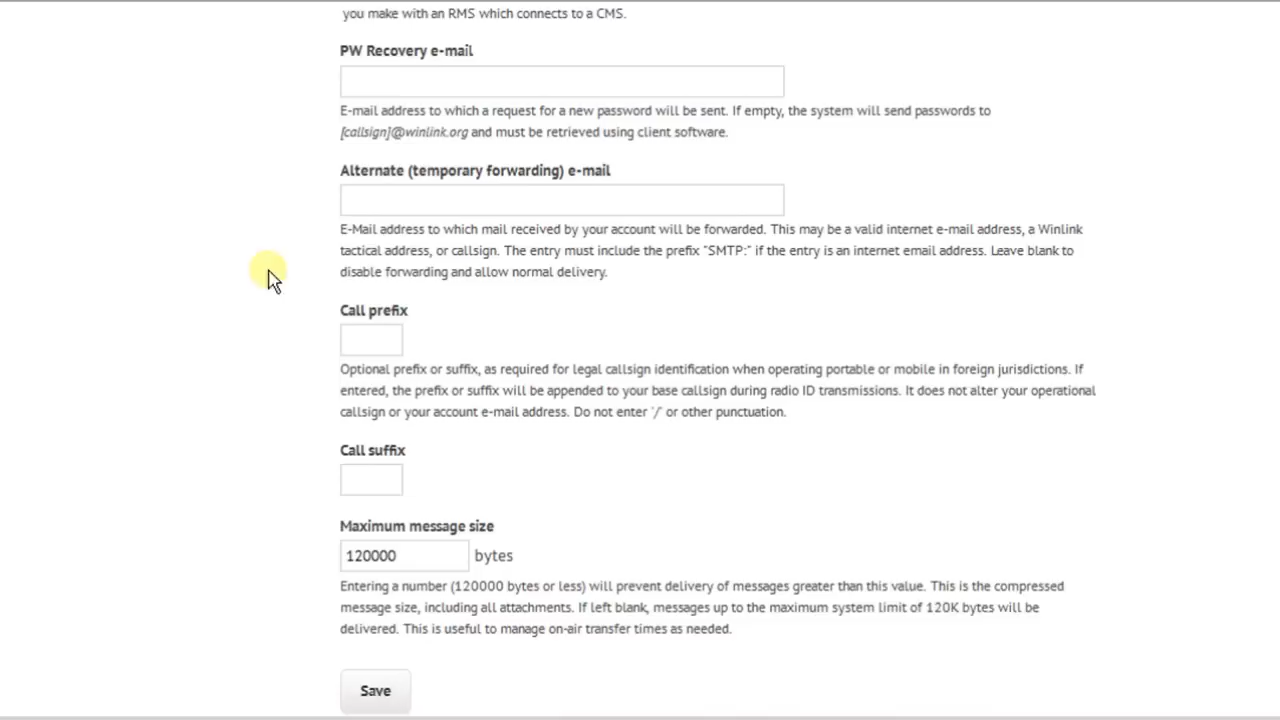 you make with an RMS which connects to a CMS.
PW Recovery e-mail
E-mail address to which a request for a new password will be sent. If empty, the system will send passwords to
[callsign]@winlink.org and must be retrieved using client software.
Alternate (temporary forwarding) e-mail
E-Mail address to which mail received by your account will be forwarded. This may be a valid internet e-mail address, a Winlink
tactical address, or callsign. The entry must include the prefix "SMTP:" if the entry is an internet email address. Leave blank to
disable forwarding and allow normal delivery.
Call prefix
Optional prefix or suffix, as required for legal callsign identification when operating portable or mobile in foreign jurisdictions. If
entered, the prefix or suffix will be appended to your base callsign during radio ID transmissions. It does not alter your operational
callsign or your account e-mail address. Do not enter '/' or other punctuation.
Call suffix
Maximum message size
120000 bytes
Entering a number (120000 bytes or less) will prevent delivery of messages greater than this value. This is the compressed
message size, including all attachments. If left blank, messages up to the maximum system limit of 120K bytes will be
delivered. This is useful to manage on-air transfer times as needed.
Save